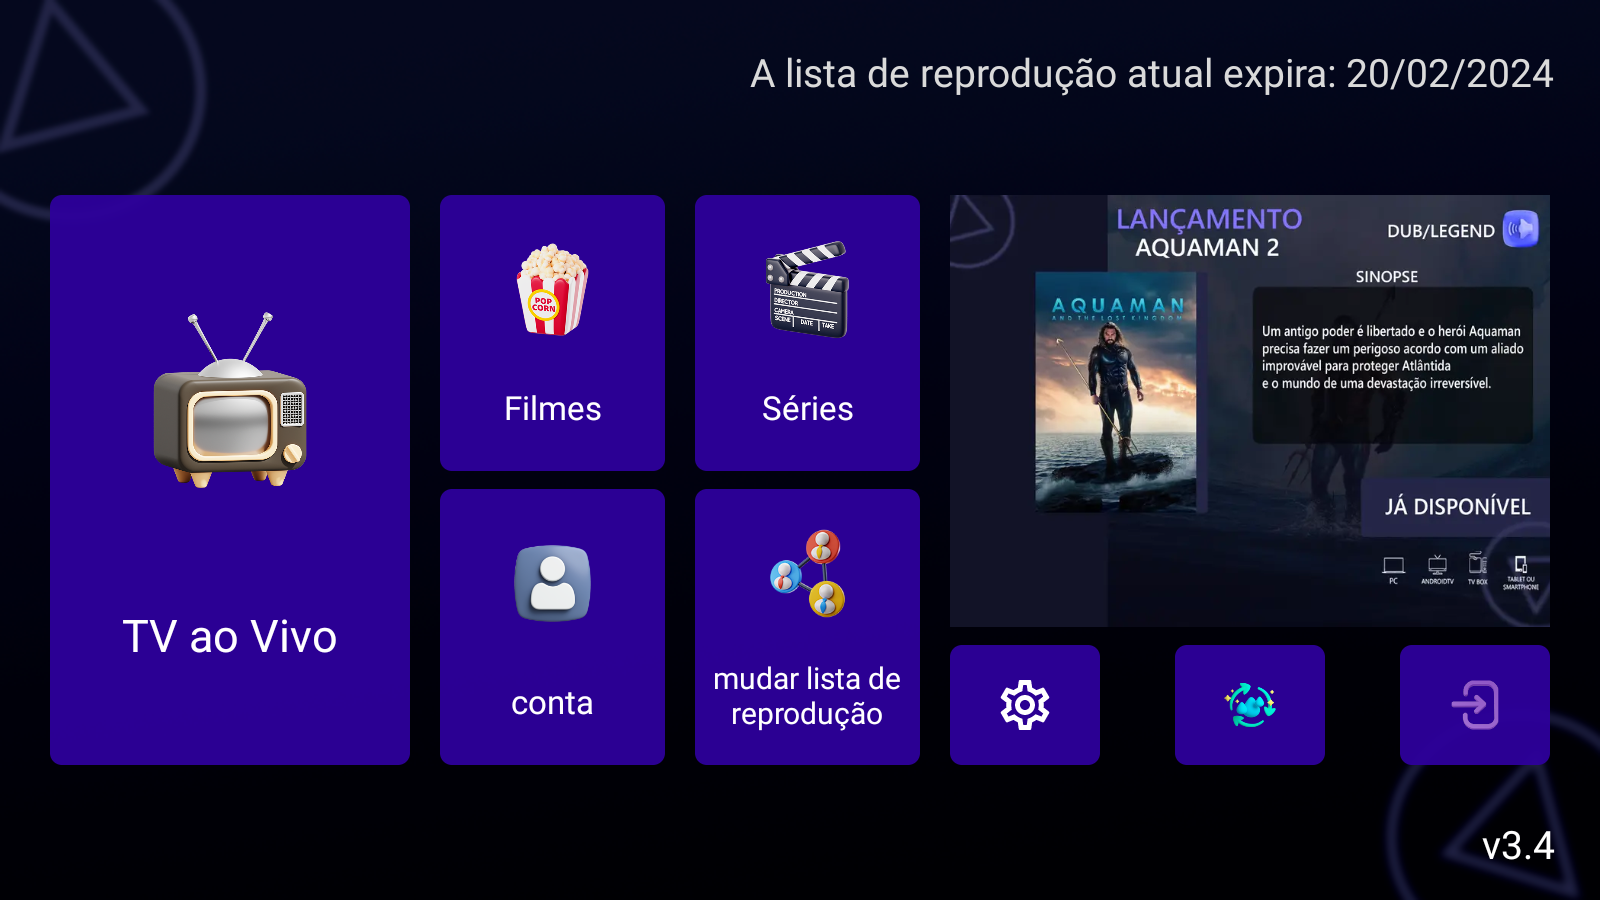 A lista de reprodução atual expira: 20/02/2024
TV ao Vivo
POP
CORN
Filmes
PRODUCTION
DIRECTOR
CAMERA
SCENE DATE TAKE
Séries
conta
mudar lista de
reprodução
LANÇAMENTO
AQUAMAN 2
DUB/LEGEND
SINOPSE
AQUAMAN
AND THE LOST KINGDOM
Um antigo poder é libertado e o herói Aquaman
precisa fazer um perigoso acordo com um aliado
improvável para proteger Atlântida
e o mundo de uma devastação irreversível.
JÁ DISPONÍVEL
PC
ANDROIDTV
TV BOX
TABLET OU
SMARTPHONE
v3.4